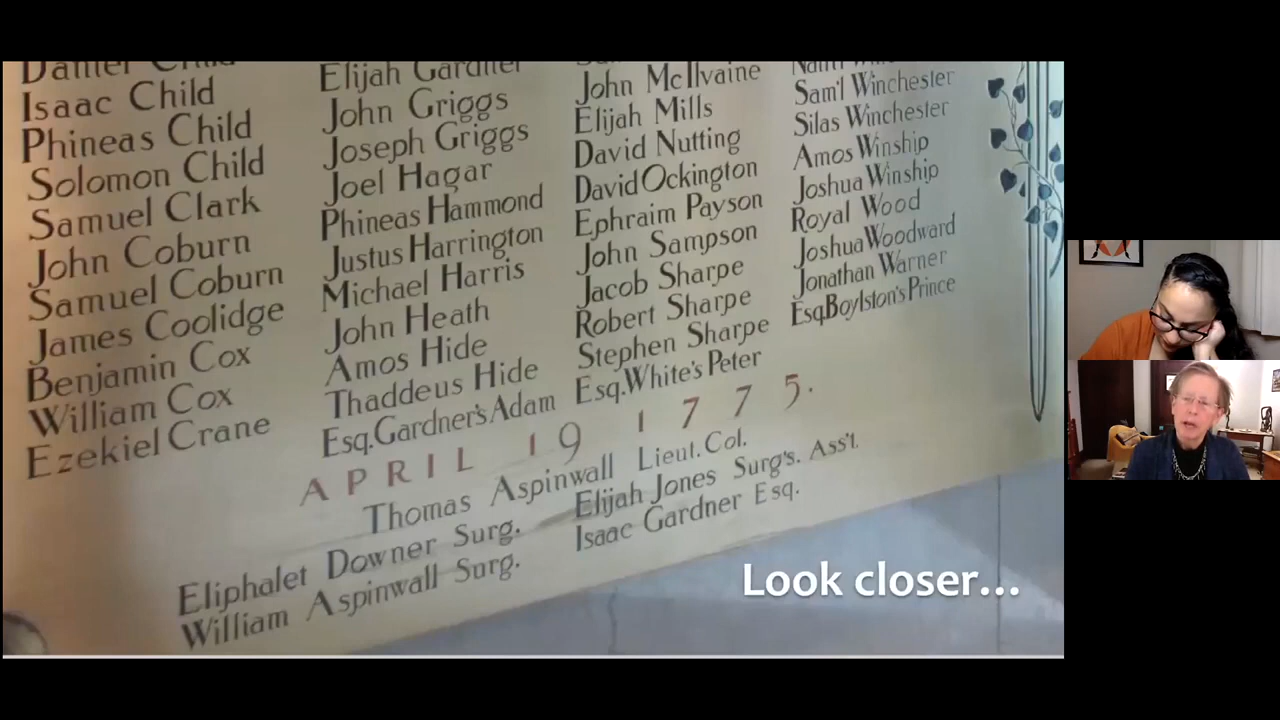 Daniel Child
Isaac Child
Phineas Child
Solomon Child
Samuel Clark
John Coburn
Samuel Coburn
James Coolidge
Benjamin Cox
William Cox
Ezekiel Crane
Elijah Gardner
John Griggs
Joseph Griggs
Joel Hagar
Phineas Hammond
Justus Harrington
Michael Harris
John Heath
Amos Hide
Thaddeus Hide
Esq. Gardner's Adam
John McIlvaine
Elijah Mills
David Nutting
David Ockington
Ephraim Payson
John Sampson
Jacob Sharpe
Robert Sharpe
Stephen Sharpe
Esq. White's Peter
Sam'l Winchester
Silas Winchester
Amos Winship
Joshua Winship
Royal Wood
Joshua Woodward
Jonathan Warner
Esq Boylston's Prince
APRIL 19 1775.
Thomas Aspinwall Lieut. Col.
Eliphalet Downer Surg.
William Aspinwall Surg.
Elijah Jones Surg's. Ass't.
Isaac Gardner Esq.
Look closer...